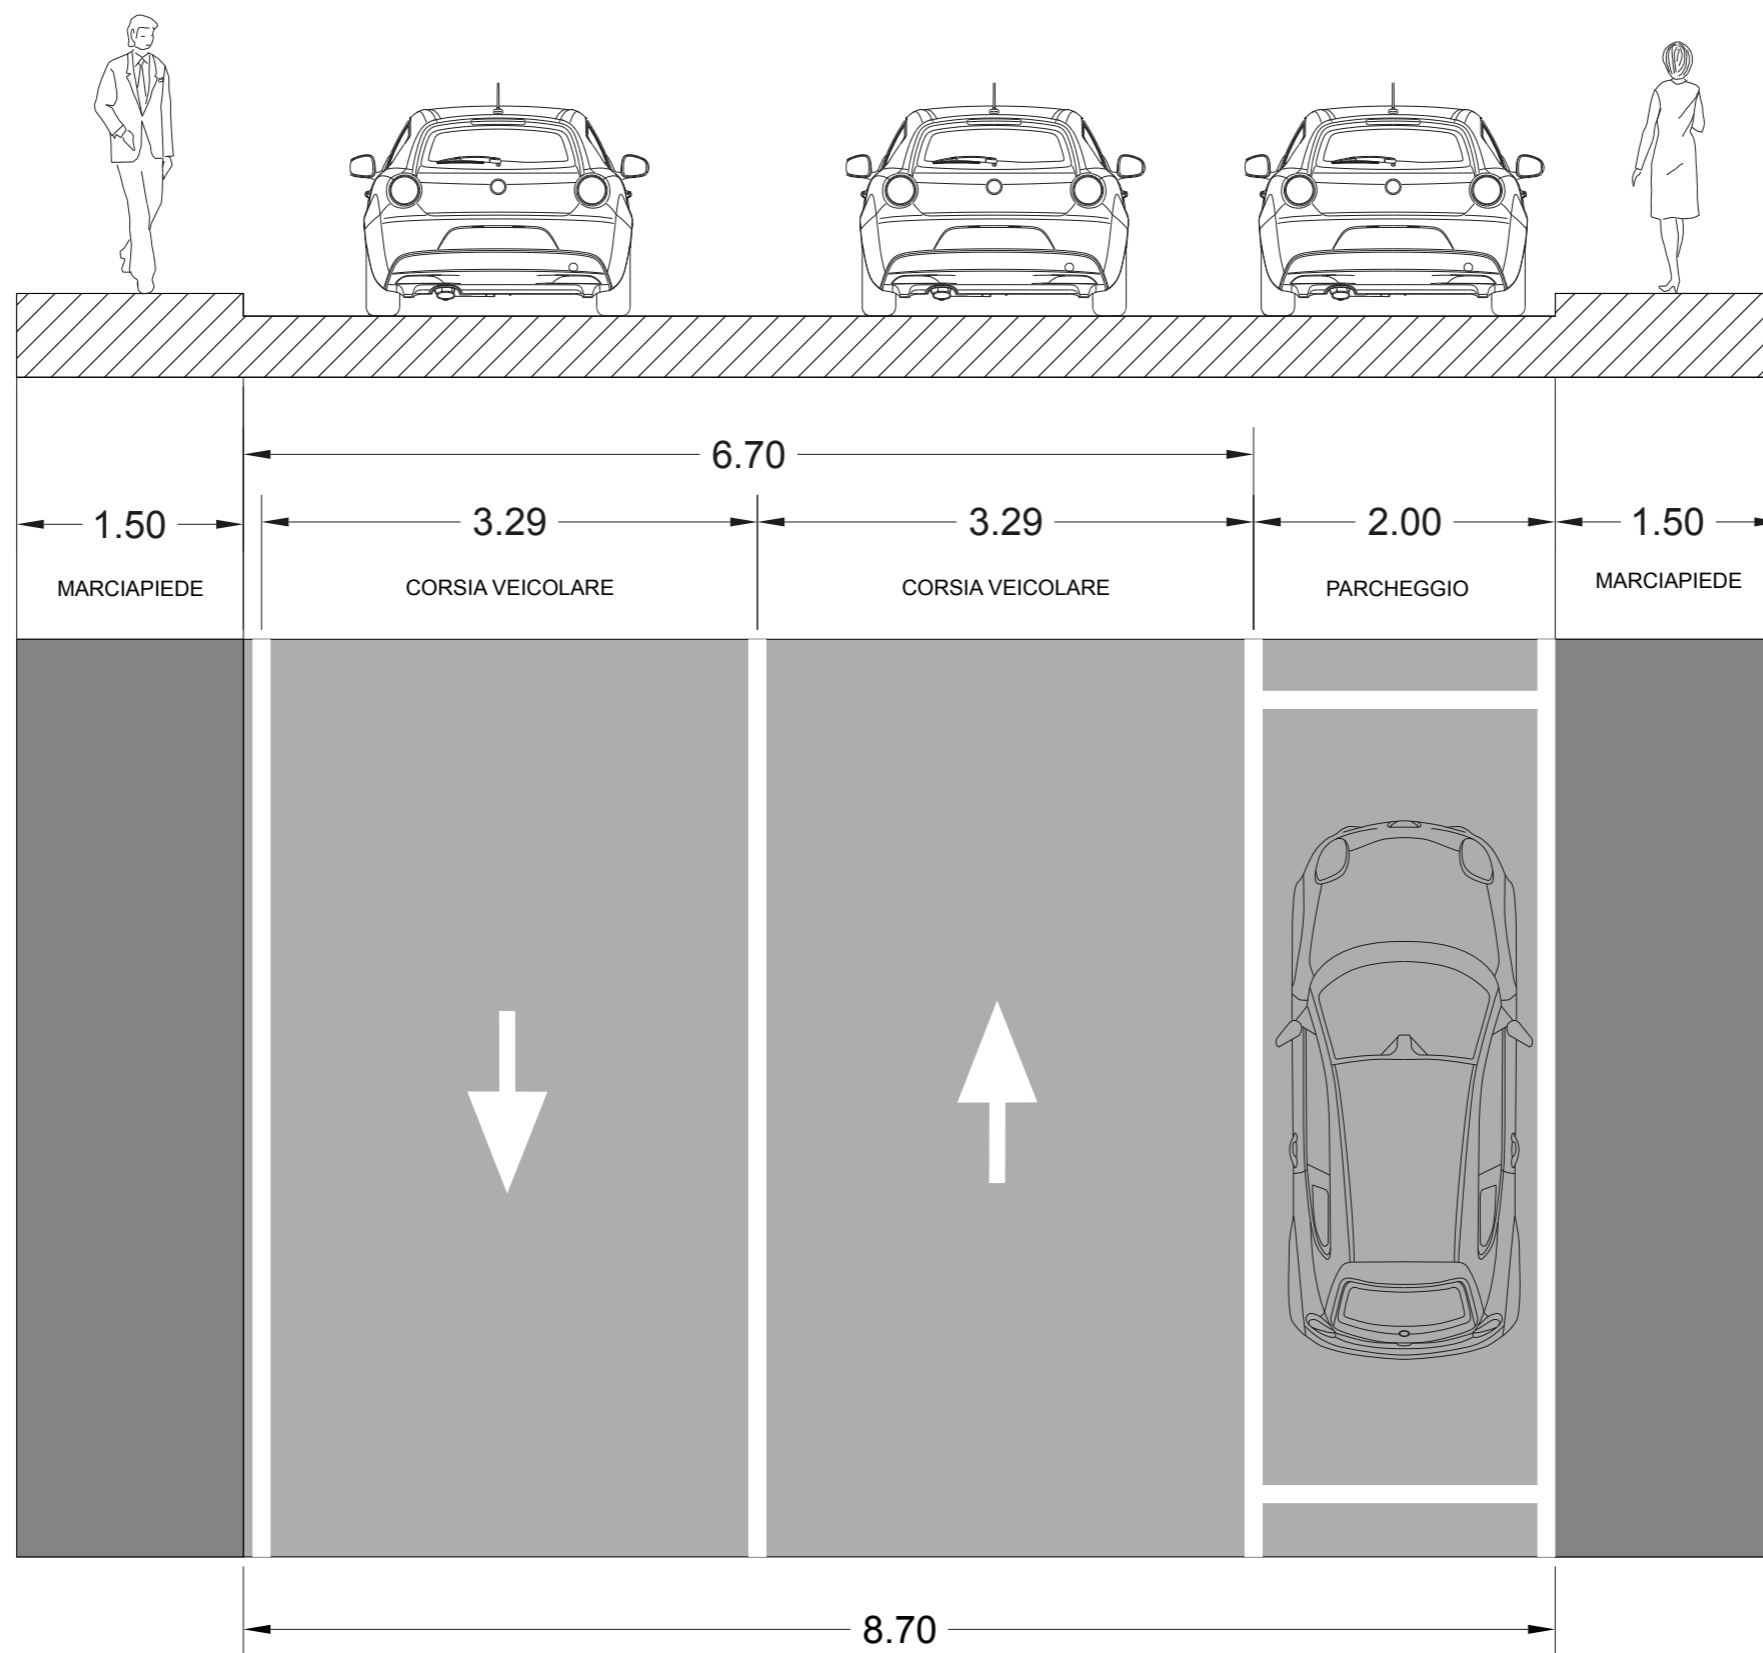 6.70
1.50 3.29 3.29 2.00 1.50
MARCIAPIEDE CORSIA VEICOLARE CORSIA VEICOLARE PARCHEGGIO MARCIAPIEDE
8.70